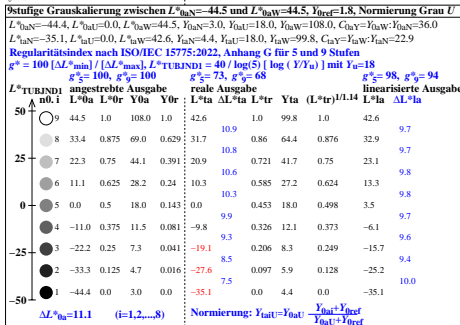 9stufige Grauskalierung zwischen L*0aN=−44.5 und L*0aW=44.5, Y0ref=1.8, Normierung Grau U
L*0aN=−44.4, L*0aU=0.0, L*0aW=44.5, Y0aN=3.0, Y0aU=18.0, Y0aW=108.0, C0aY=Y0aW:Y0aN=36.0
L*taN=−35.1, L*taU=0.0, L*taW=42.6, YtaN=4.4, YtaU=18.0, YtaW=99.8, CtaY=YtaW:YtaN=22.9
Regularitätsindex nach ISO/IEC 15775:2022, Anhang G für 5 und 9 Stufen
g* = 100 [ΔL*min] / [ΔL*max], L*TUBJND1 = 40 / log(5) [ log ( Y/Yu) ] mit Yu=18
g*5= 100, g*9= 100 g*5= 73, g*9= 68 g*5= 98, g*9= 94
L*TUBJND1 angestrebte Ausgabe reale Ausgabe linearisierte Ausgabe
n0. i L*0a L*0r Y0a Y0r L*ta ΔL*ta L*tr Yta (L*tr)1/1.14 L*la ΔL*la
50 9 44.5 1.0 108.0 1.0 42.6 1.0 99.8 1.0 42.6
10.9 9.7
8 33.4 0.875 69.0 0.629 31.7 0.86 64.4 0.876 32.9
10.8 9.7
7 22.3 0.75 44.1 0.391 20.9 0.721 41.7 0.75 23.1
10.6 9.8
25 6 11.1 0.625 28.2 0.24 10.3 0.585 27.2 0.624 13.3
10.3 9.8
0 5 0.0 0.5 18.0 0.143 0.0 0.453 18.0 0.498 3.5
9.9 9.7
4 −11.0 0.375 11.5 0.081 −9.8 0.326 12.1 0.373 −6.1
9.3 9.6
−25 3 −22.2 0.25 7.3 0.041 −19.1 0.206 8.3 0.249 −15.7
8.5 9.4
2 −33.3 0.125 4.7 0.016 −27.6 0.097 5.9 0.128 −25.2
7.5 10.0
−50 1 −44.4 0.0 3.0 0.0 −35.1 0.0 4.4 0.0 −35.1
ΔL*0a=11.1 (i=1,2,...,8) Normierung: YtaiU=Y0aU (Y0ai+Y0ref)/(Y0aU+Y0ref)